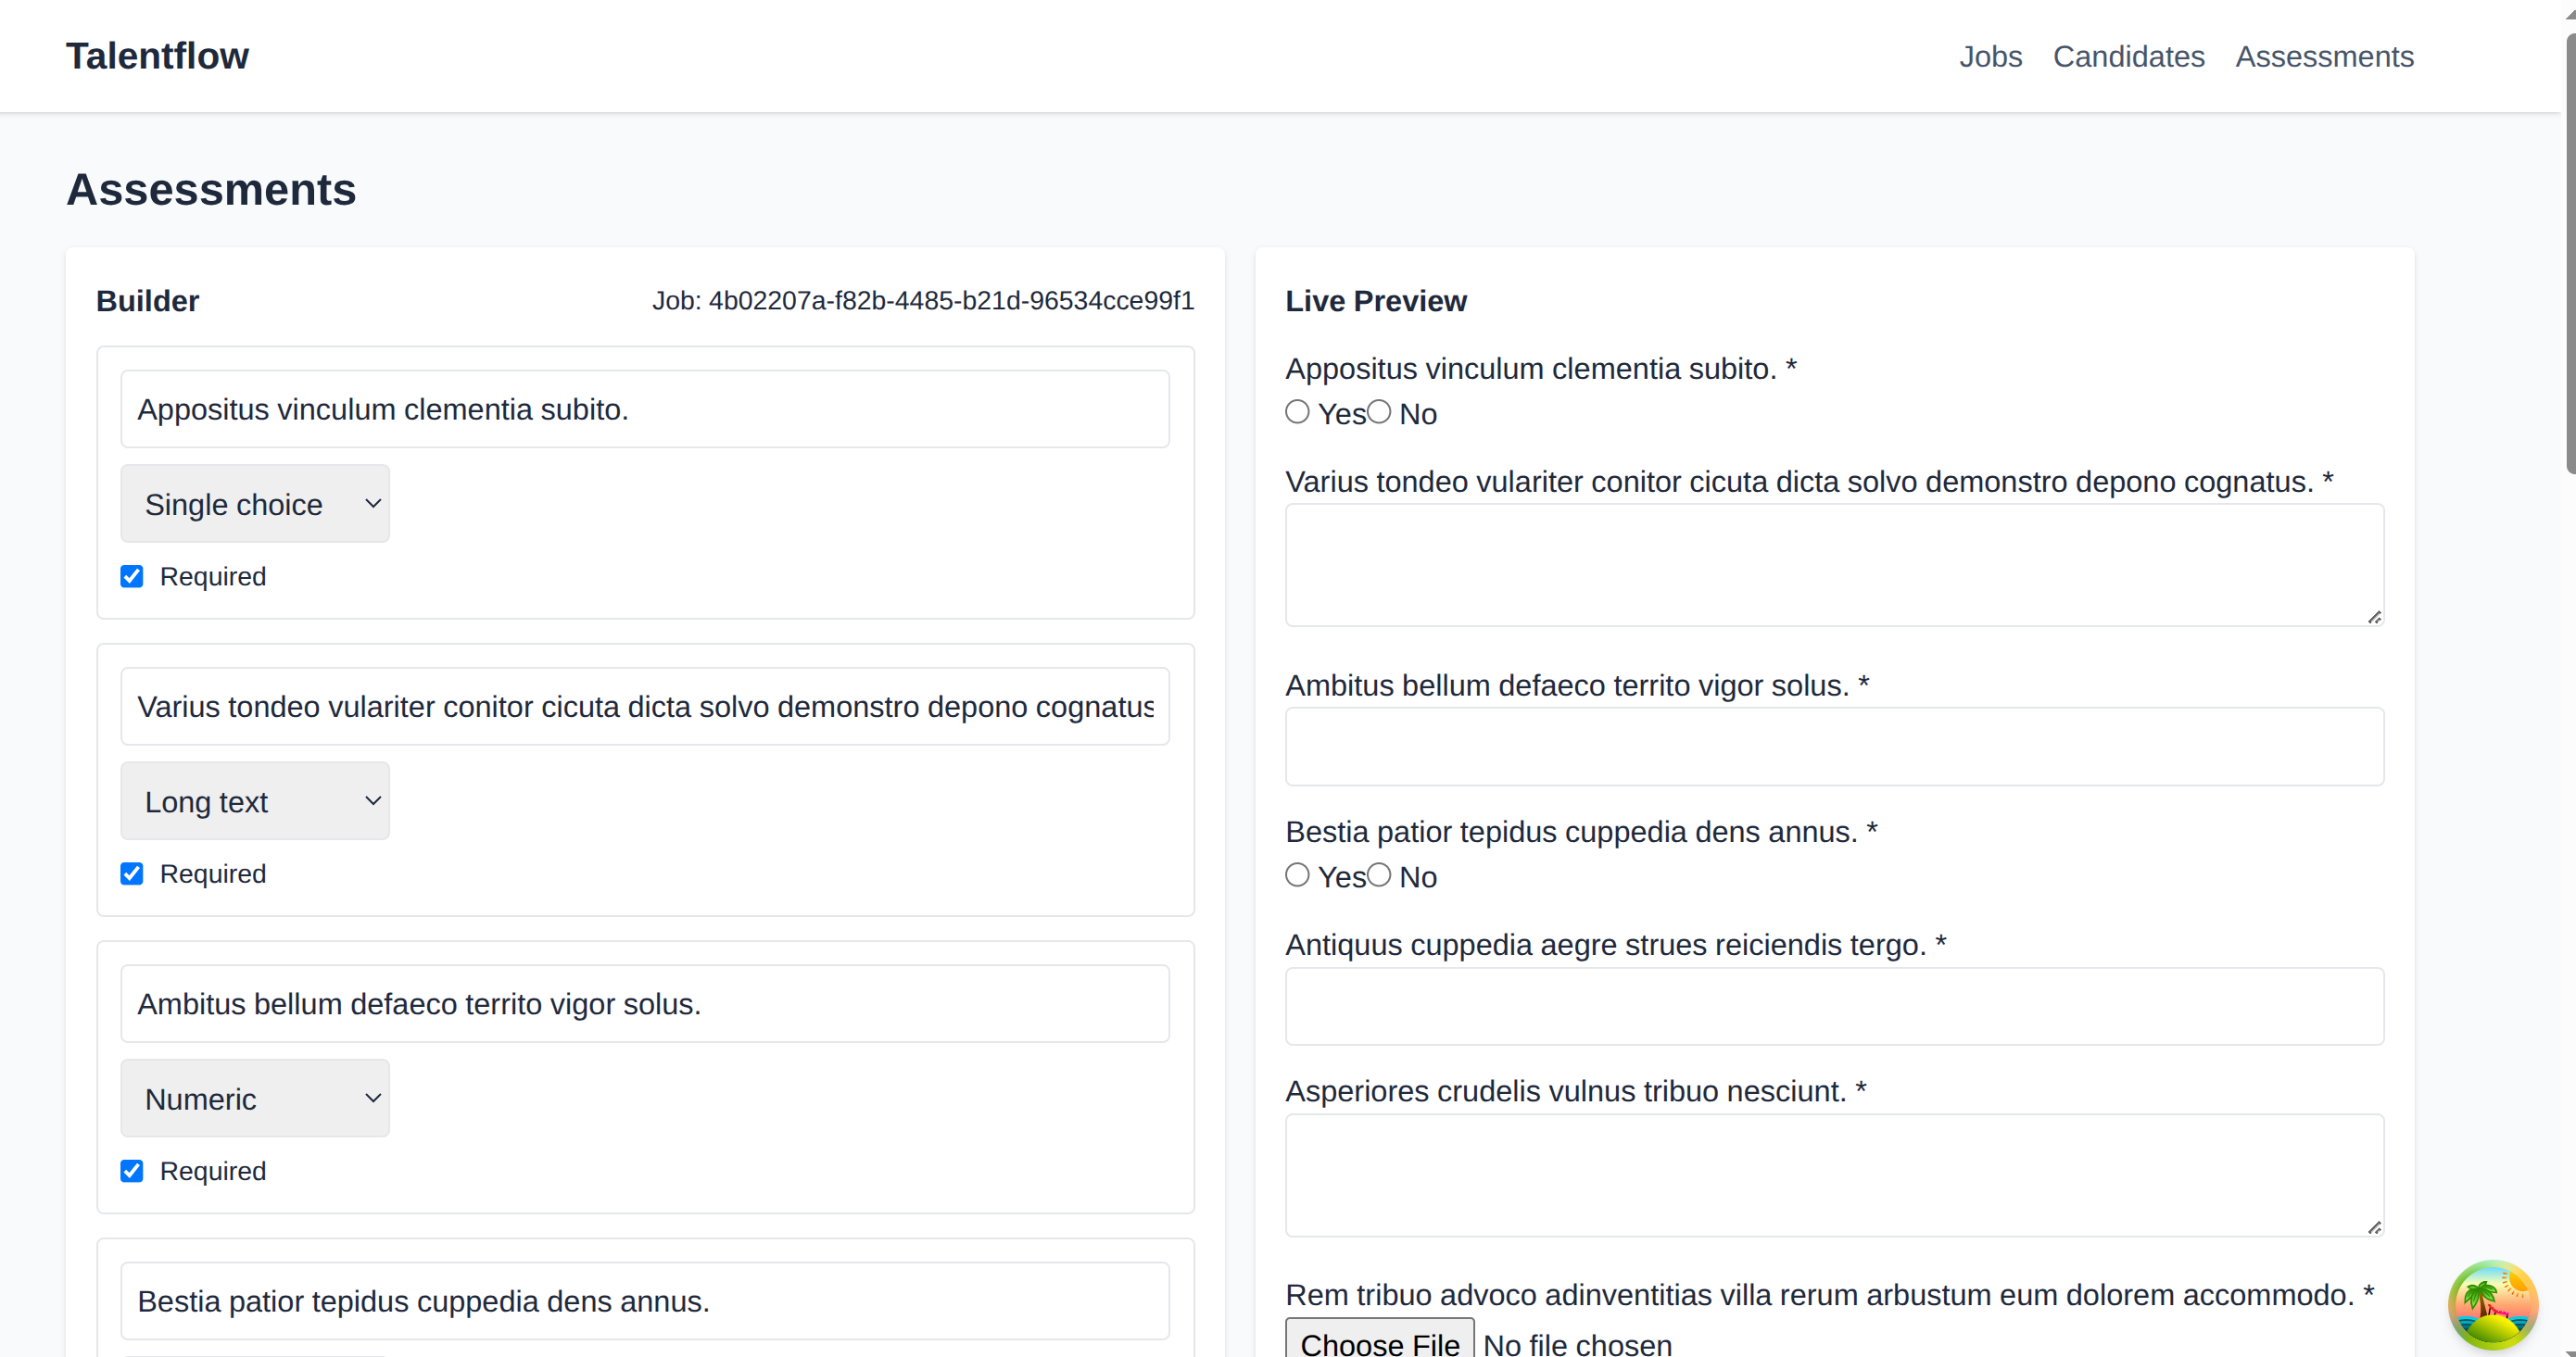 Talentflow
Jobs Candidates Assessments
Assessments
Builder
Job: 4b02207a-f82b-4485-b21d-96534cce99f1
Appositus vinculum clementia subito.
Single choice
Required
Varius tondeo vulariter conitor cicuta dicta solvo demonstro depono cognatus
Long text
Required
Ambitus bellum defaeco territo vigor solus.
Numeric
Required
Bestia patior tepidus cuppedia dens annus.
Live Preview
Appositus vinculum clementia subito. *
Yes No
Varius tondeo vulariter conitor cicuta dicta solvo demonstro depono cognatus. *
Ambitus bellum defaeco territo vigor solus. *
Bestia patior tepidus cuppedia dens annus. *
Yes No
Antiquus cuppedia aegre strues reiciendis tergo. *
Asperiores crudelis vulnus tribuo nesciunt. *
Rem tribuo advoco adinventitias villa rerum arbustum eum dolorem accommodo. *
Choose File No file chosen